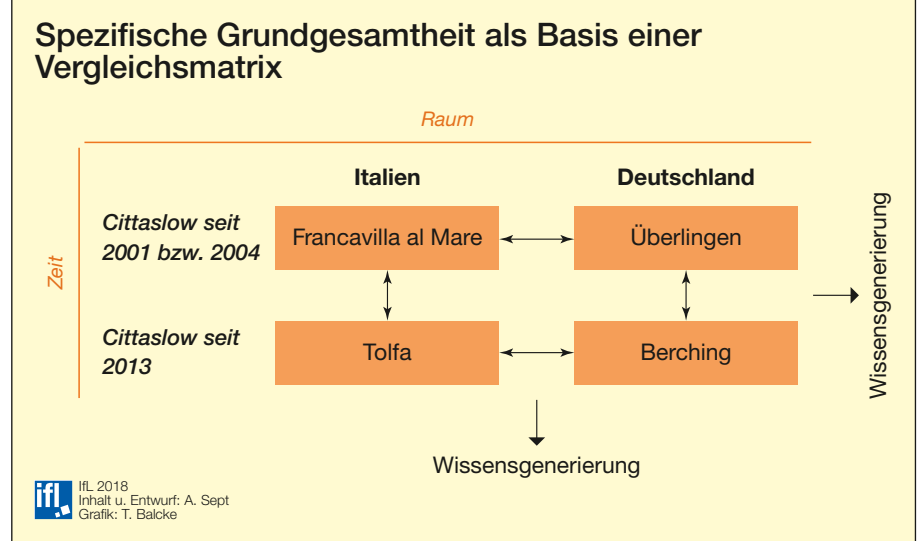 Spezifische Grundgesamtheit als Basis einer
Vergleichsmatrix
Raum
Zeit
Italien
Deutschland
Cittaslow seit
2001 bzw. 2004
Francavilla al Mare
Überlingen
Cittaslow seit
2013
Tolfa
Berching
Wissensgenerierung
Wissensgenerierung
ifl
IfL 2018
Inhalt u. Entwurf: A. Sept
Grafik: T. Balcke